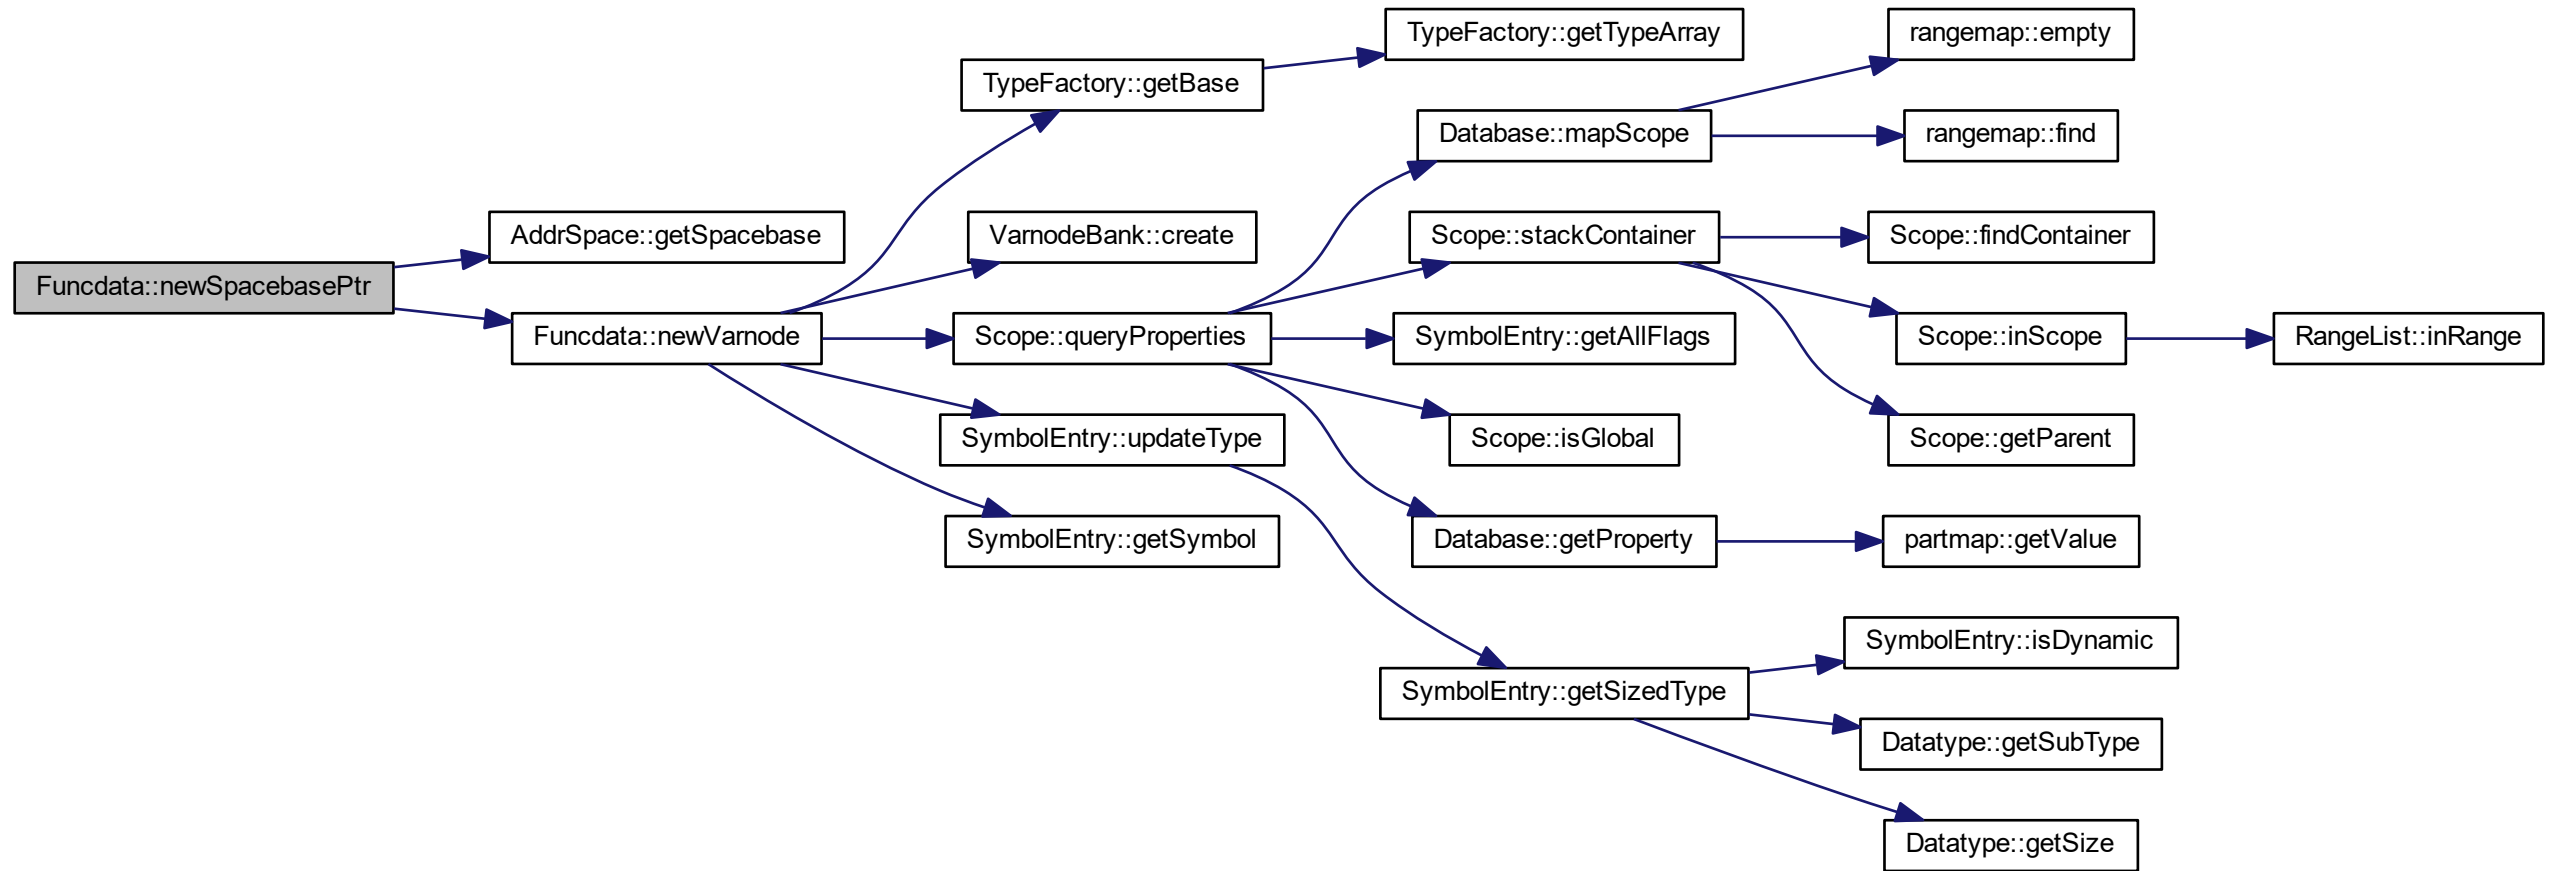 TypeFactory::getTypeArray
rangemap::empty
TypeFactory::getBase
Database::mapScope
rangemap::find
AddrSpace::getSpacebase
VarnodeBank::create
Scope::stackContainer
Scope::findContainer
Funcdata::newSpacebasePtr
Funcdata::newVarnode
Scope::queryProperties
SymbolEntry::getAllFlags
Scope::inScope
RangeList::inRange
SymbolEntry::updateType
Scope::isGlobal
Scope::getParent
SymbolEntry::getSymbol
Database::getProperty
partmap::getValue
SymbolEntry::isDynamic
SymbolEntry::getSizedType
Datatype::getSubType
Datatype::getSize